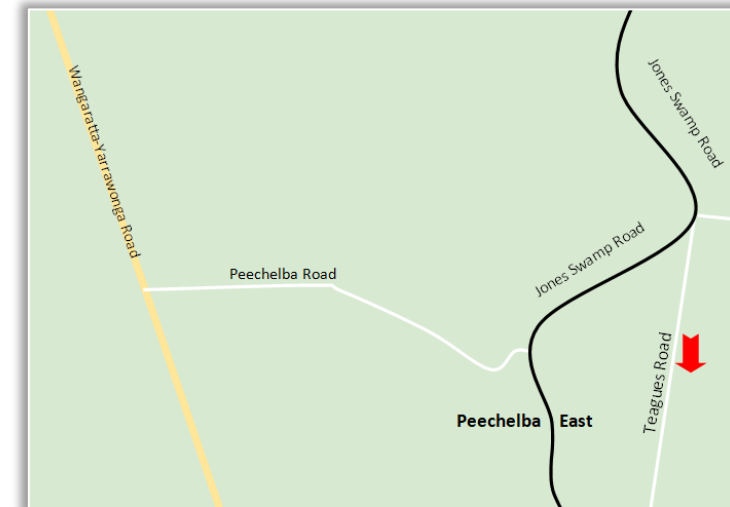 Jones Swamp Road
Wangaratta-Yarrawonga Road
Jones Swamp Road
Peechelba Road
Teagues Road
Peechelba East